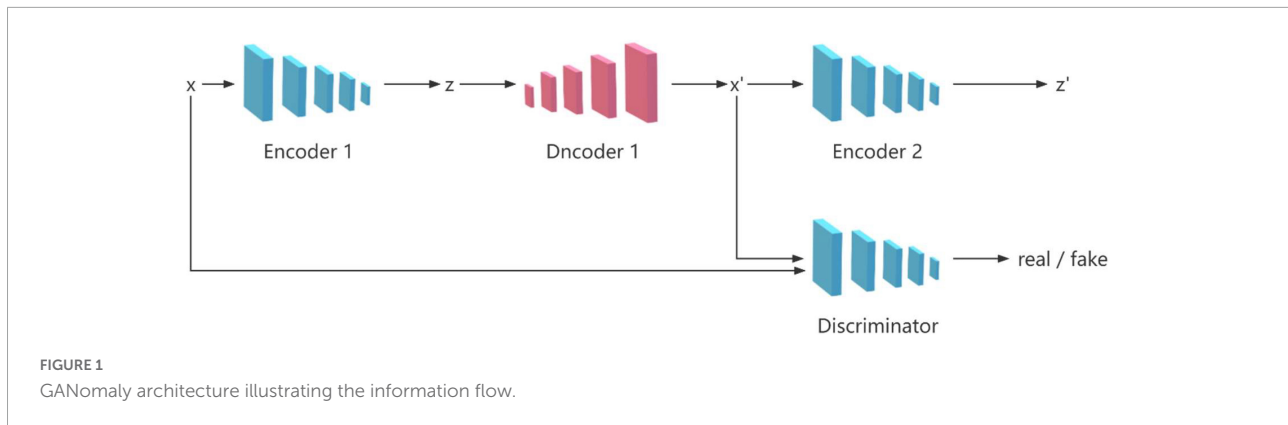 x
z
x'
z'
Encoder 1
Dncoder 1
Encoder 2
real / fake
Discriminator
FIGURE 1
GANomaly architecture illustrating the information flow.